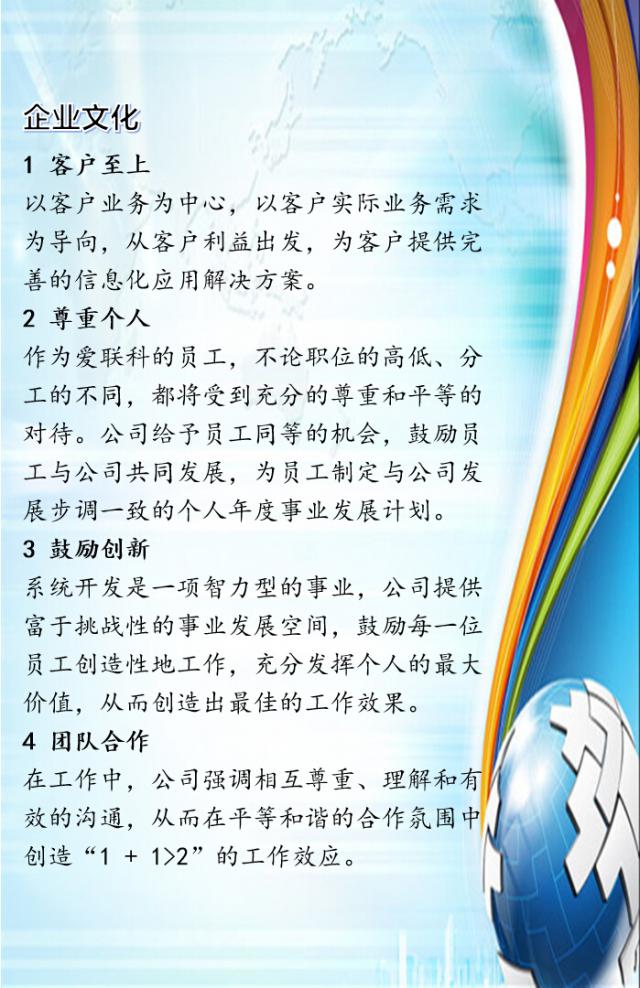 企业文化
1 客户至上
以客户业务为中心，以客户实际业务需求
为导向，从客户利益出发，为客户提供完
善的信息化应用解决方案。
2 尊重个人
作为爱联科的员工，不论职位的高低、分
工的不同，都将受到充分的尊重和平等的
对待。公司给予员工同等的机会，鼓励员
工与公司共同发展，为员工制定与公司发
展步调一致的个人年度事业发展计划。
3 鼓励创新
系统开发是一项智力型的事业，公司提供
富于挑战性的事业发展空间，鼓励每一位
员工创造性地工作，充分发挥个人的最大
价值，从而创造出最佳的工作效果。
4 团队合作
在工作中，公司强调相互尊重、理解和有
效的沟通，从而在平等和谐的合作氛围中
创造“1 + 1>2”的工作效应。